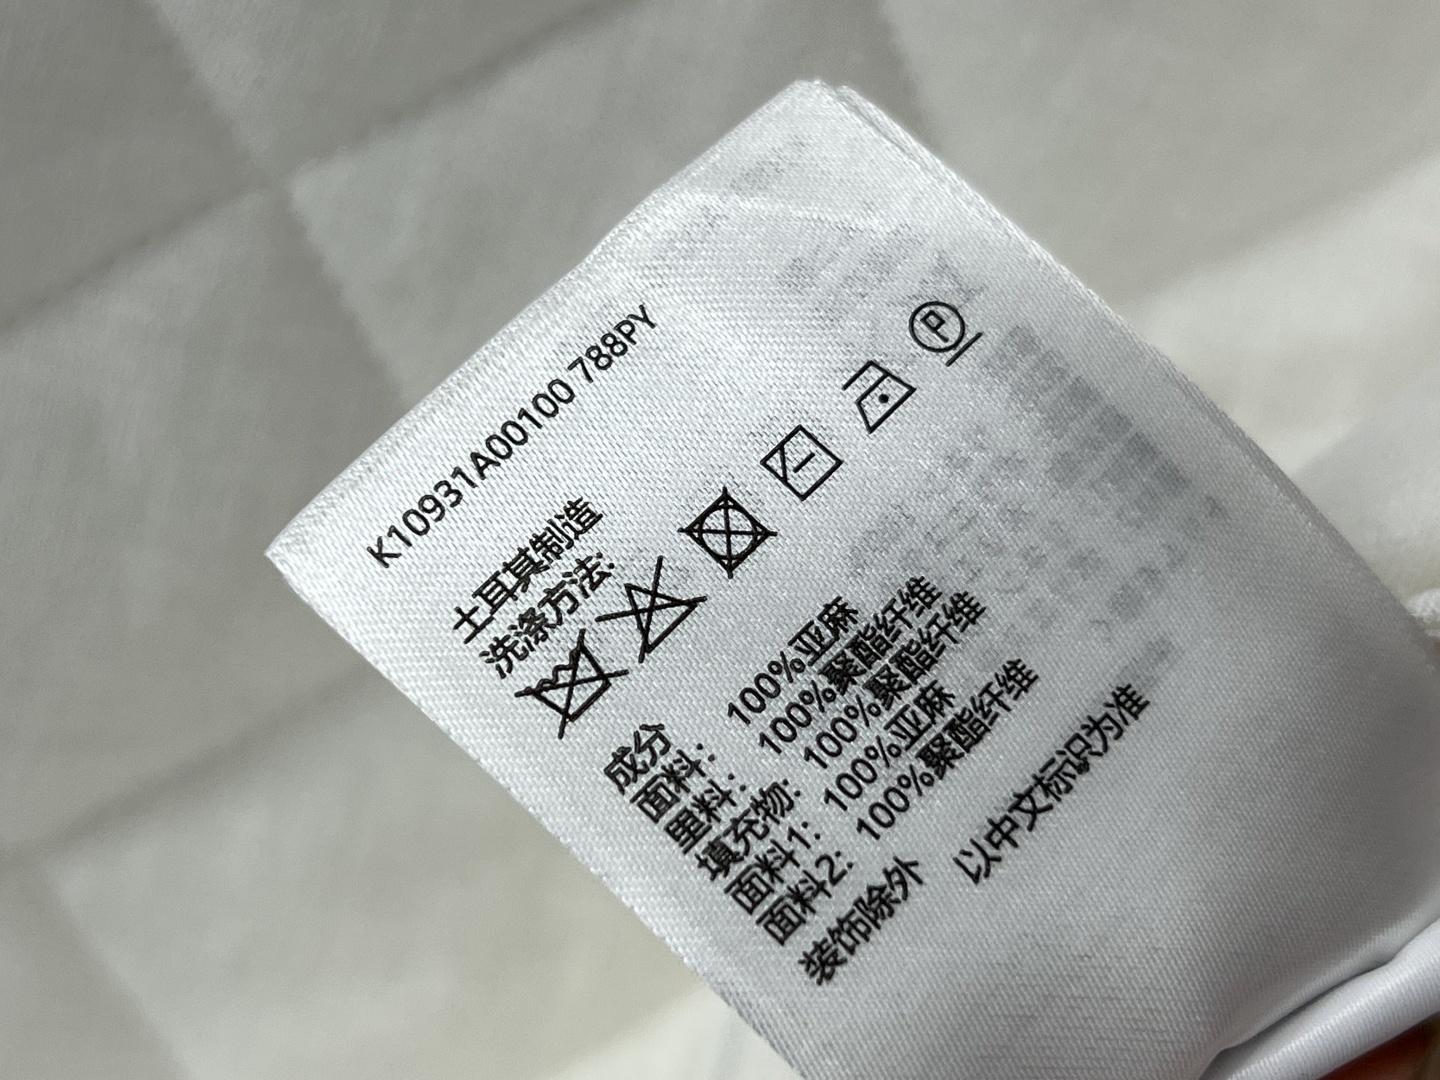 K10931A00100 788PY
土耳其制造
洗涤方法:
P
成分
面料: 100%亚麻
里料: 100%聚酯纤维
填充物: 100%聚酯纤维
面料1: 100%亚麻
面料2: 100%聚酯纤维
装饰除外 以中文标识为准